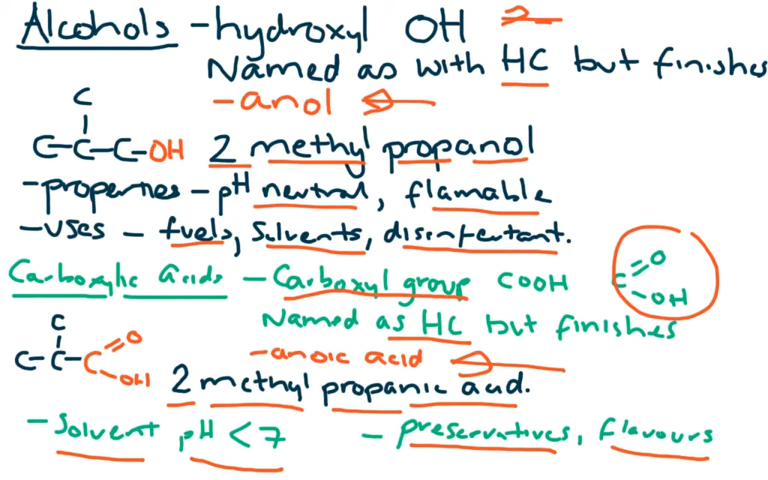 Alcohols - hydroxyl OH
Named as with HC but finishes
- anol
C
C-C-C-OH 2 methyl propanol
- properties - pH neutral, flamable
- uses - fuels, Solvents, disinfertant.
Carboxylic acids - Carboxyl group COOH C=O -OH
Named as HC but finishes
C
C-C-C=O -OH - anoic acid
2 methyl propanic acid.
- Solvent pH < 7 - preservatives, flavours